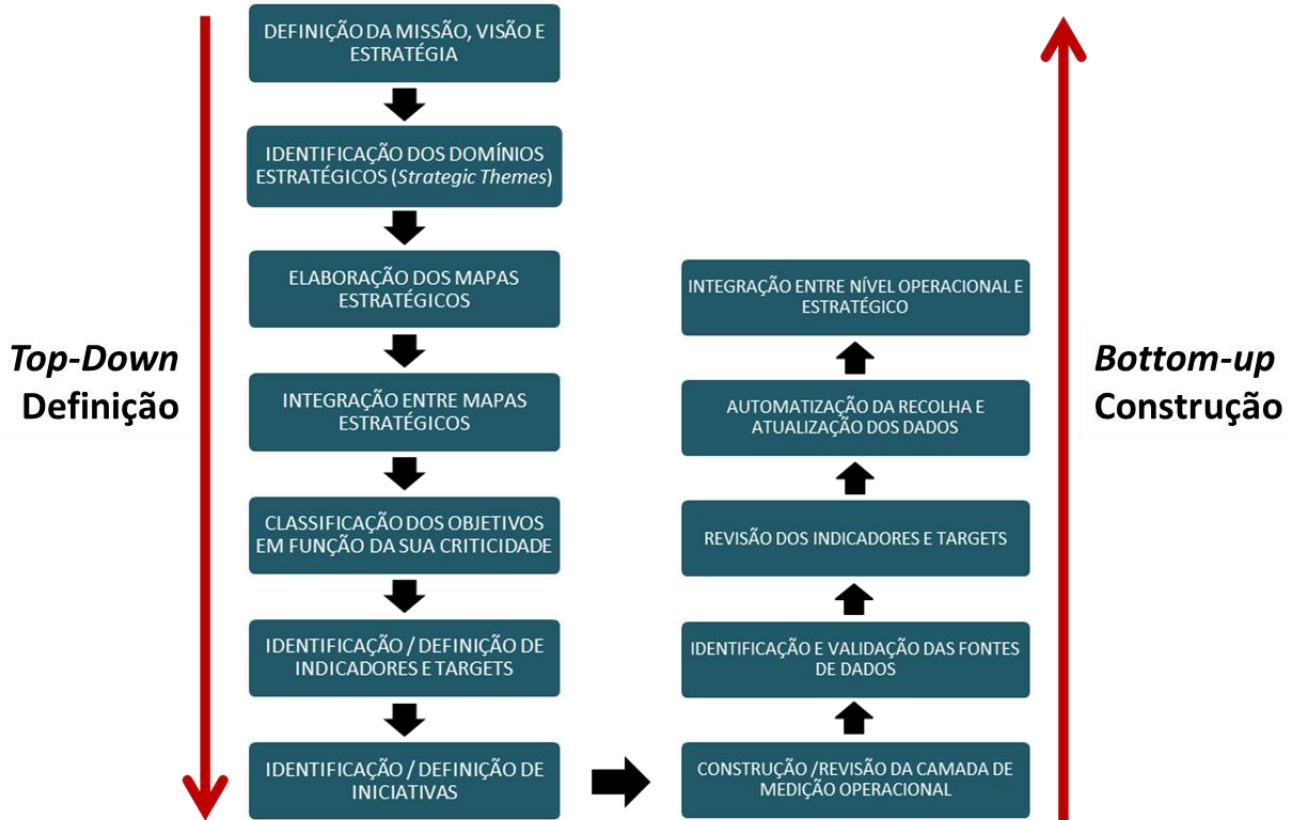 Top-Down
Definição
DEFINIÇÃO DA MISSÃO, VISÃO E
ESTRATÉGIA
IDENTIFICAÇÃO DOS DOMÍNIOS
ESTRATÉGICOS (Strategic Themes)
ELABORAÇÃO DOS MAPAS
ESTRATÉGICOS
INTEGRAÇÃO ENTRE MAPAS
ESTRATÉGICOS
CLASSIFICAÇÃO DOS OBJETIVOS
EM FUNÇÃO DA SUA CRITICIDADE
IDENTIFICAÇÃO / DEFINIÇÃO DE
INDICADORES E TARGETS
IDENTIFICAÇÃO / DEFINIÇÃO DE
INICIATIVAS
INTEGRAÇÃO ENTRE NÍVEL OPERACIONAL E
ESTRATÉGICO
AUTOMATIZAÇÃO DA RECOLHA E
ATUALIZAÇÃO DOS DADOS
REVISÃO DOS INDICADORES E TARGETS
IDENTIFICAÇÃO E VALIDAÇÃO DAS FONTES
DE DADOS
CONSTRUÇÃO /REVISÃO DA CAMADA DE
MEDIÇÃO OPERACIONAL
Bottom-up
Construção